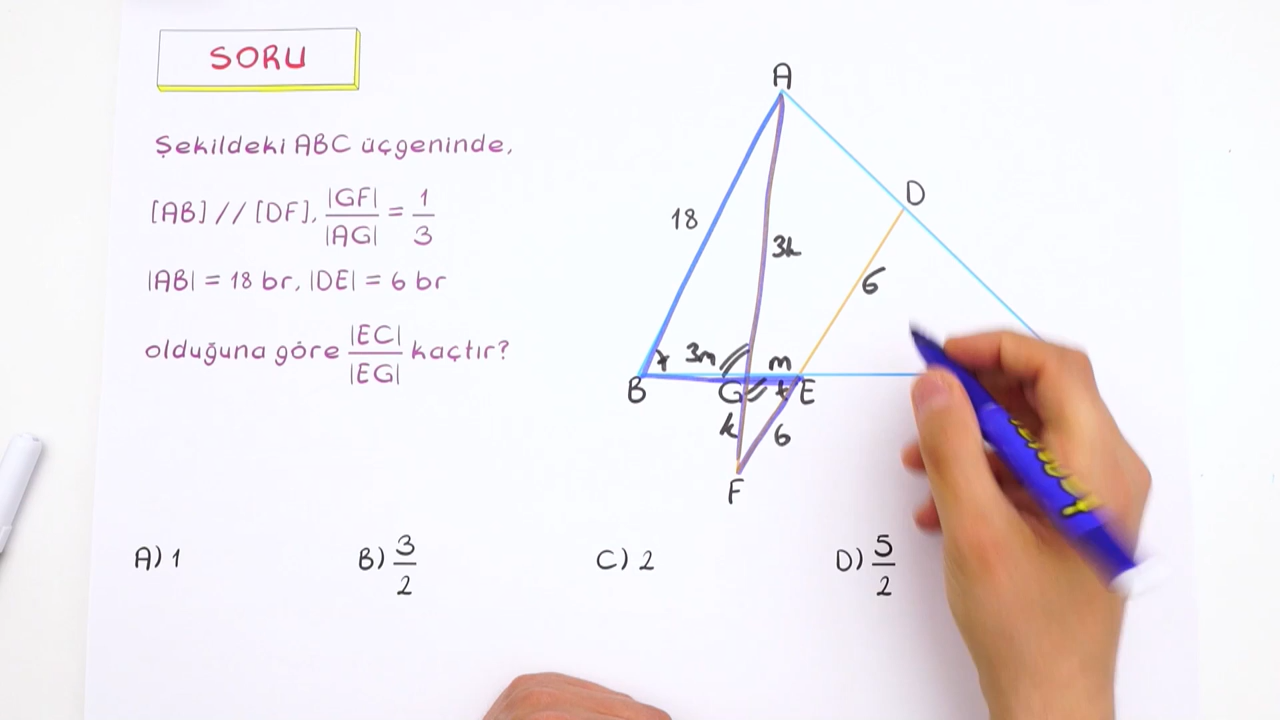 SORU
Şekildeki ABC üçgeninde,
[AB] // [DF], |GF| / |AG| = 1 / 3
|AB| = 18 br, |DE| = 6 br
olduğuna göre |EC| / |EG| kaçtır?
A
D
18
3k
6
3m
m
B
G
E
k
6
F
A) 1
B) 3/2
C) 2
D) 5/2